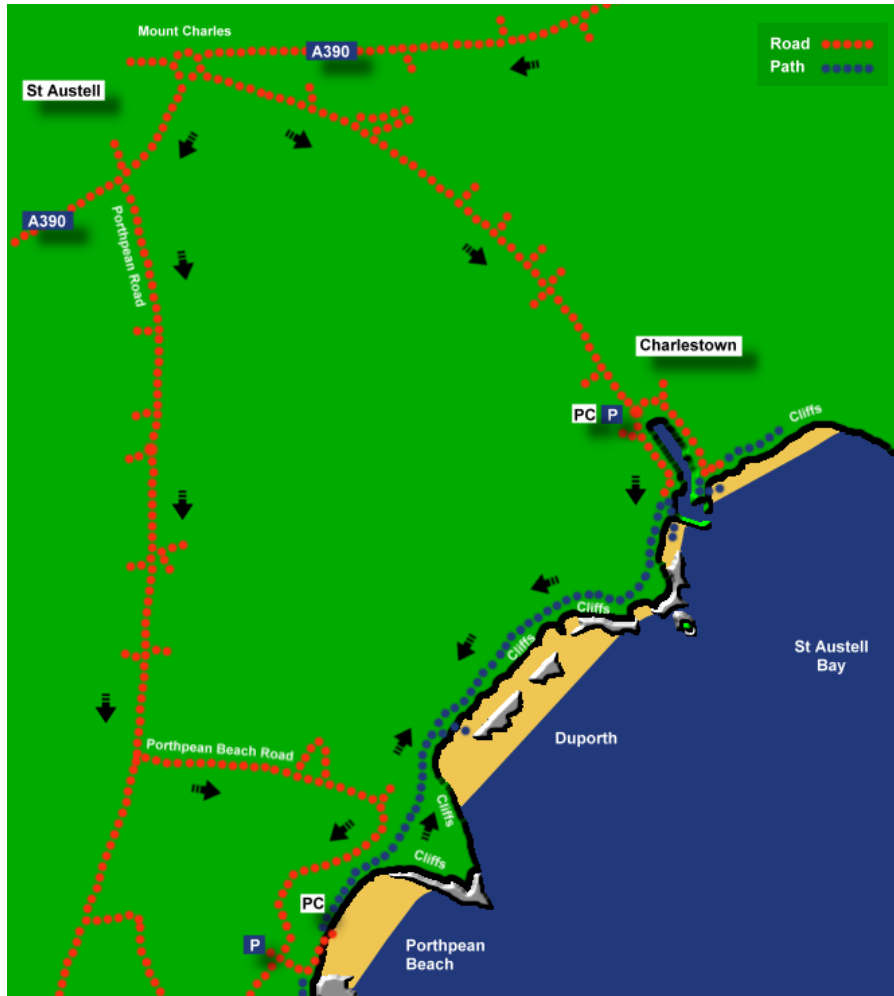 Mount Charles
A390
Road
Path
St Austell
A390
Porthpean Road
Charlestown
PC
P
Cliffs
Cliffs
Cliffs
St Austell
Bay
Duporth
Porthpean Beach Road
Cliffs
Cliffs
PC
P
Porthpean
Beach